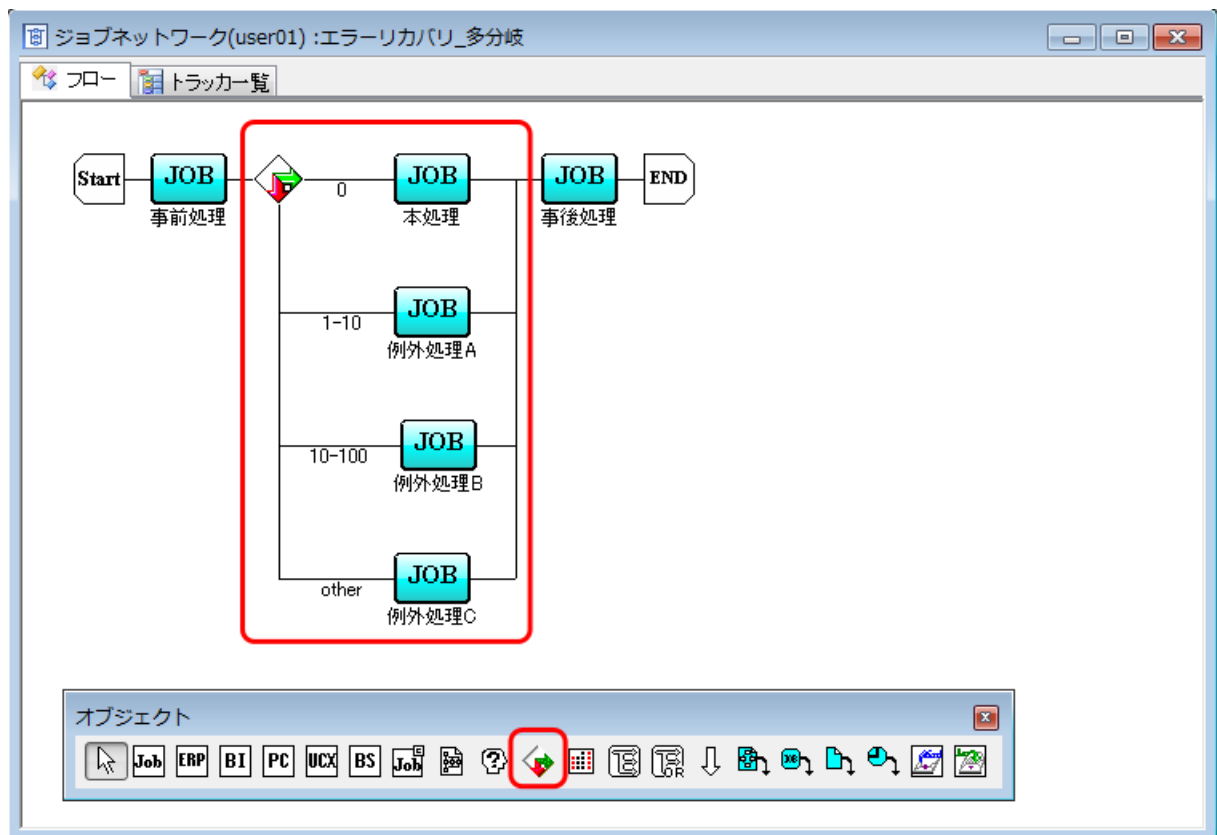 ジョブネットワーク(user01) :エラーリカバリ_多分岐
フロー トラッカ一覧
Start JOB 0 JOB JOB END
事前処理 本処理 事後処理
1-10 JOB
例外処理A
10-100 JOB
例外処理B
other JOB
例外処理C
オブジェクト
Job ERP BI PC UCX BS Job OR